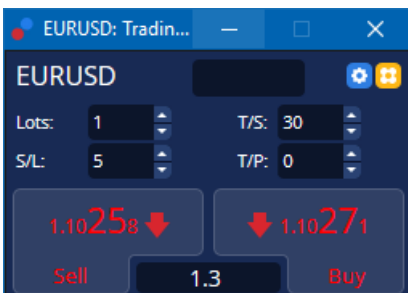 EURUSD: Tradin...
EURUSD
Lots: 1 T/S: 30
S/L: 5 T/P: 0
1.10258 1.10271
Sell 1.3 Buy